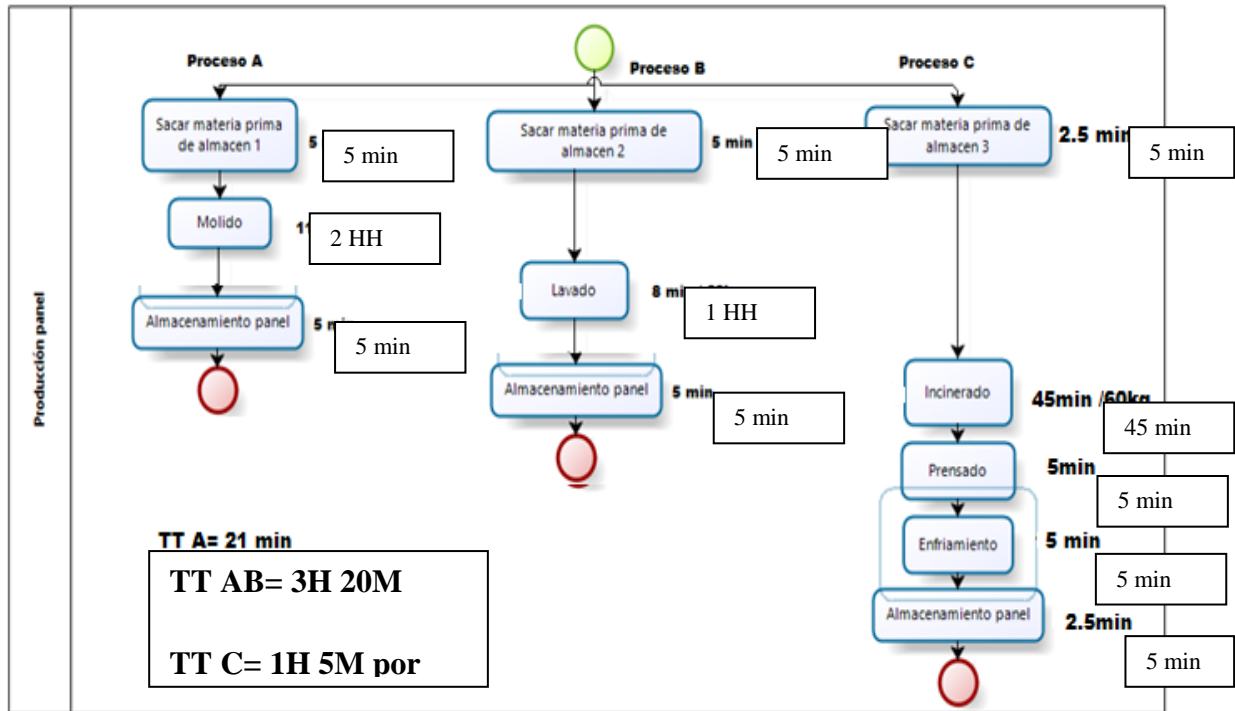 Producción panel
Proceso A
Proceso B
Proceso C
Sacar materia prima
de almacen 1
5
5 min
Sacar materia prima de
almacen 2
5 min
5 min
Sacar materia prima de
almacen 3
2.5 min
5 min
Molido
2 HH
Lavado
8 min
1 HH
Almacenamiento panel
5 min
5 min
Almacenamiento panel
5 min
5 min
Incinerado
45min /60kg
45 min
Prensado
5min
5 min
Enfriamiento
5 min
5 min
Almacenamiento panel
2.5min
5 min
TT A= 21 min
TT AB= 3H 20M
TT C= 1H 5M por